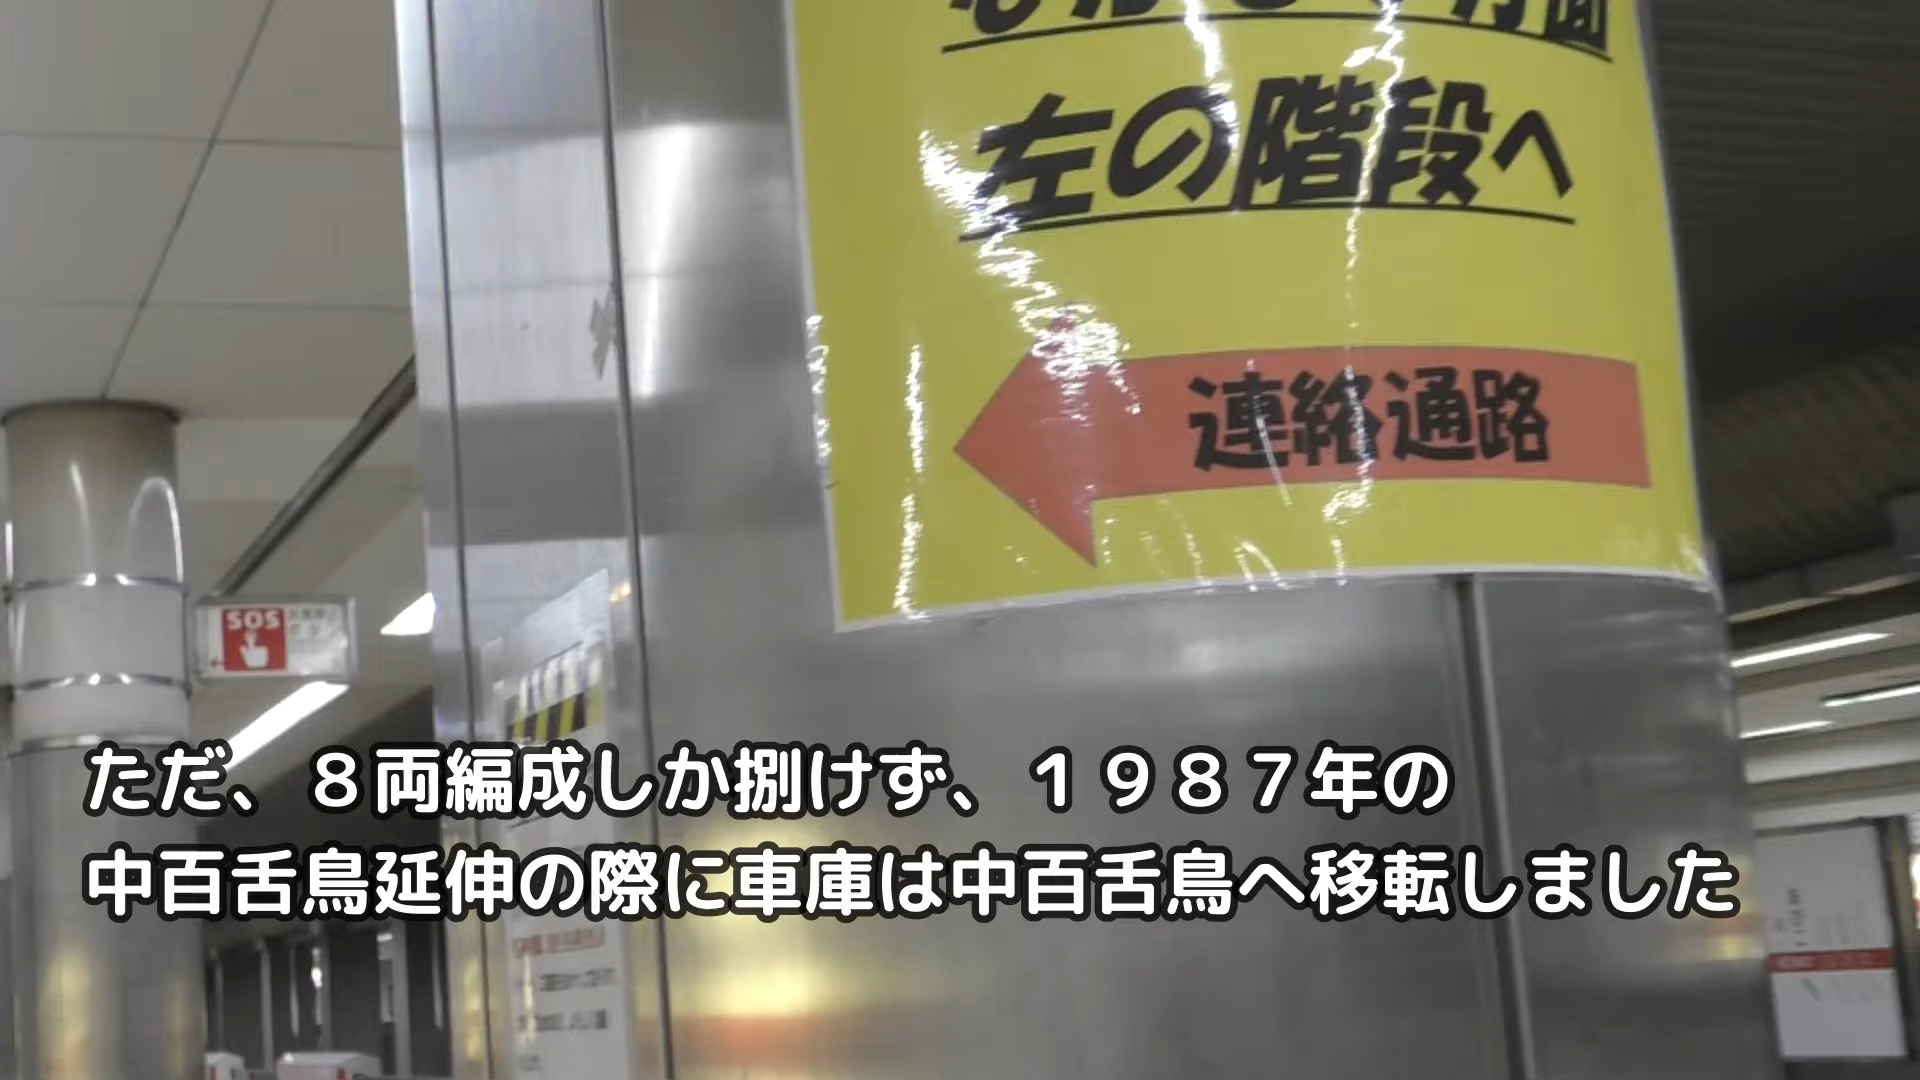 左の階段へ
連絡通路
SOS
ただ、８両編成しか捌けず、１９８７年の
中百舌鳥延伸の際に車庫は中百舌鳥へ移転しました